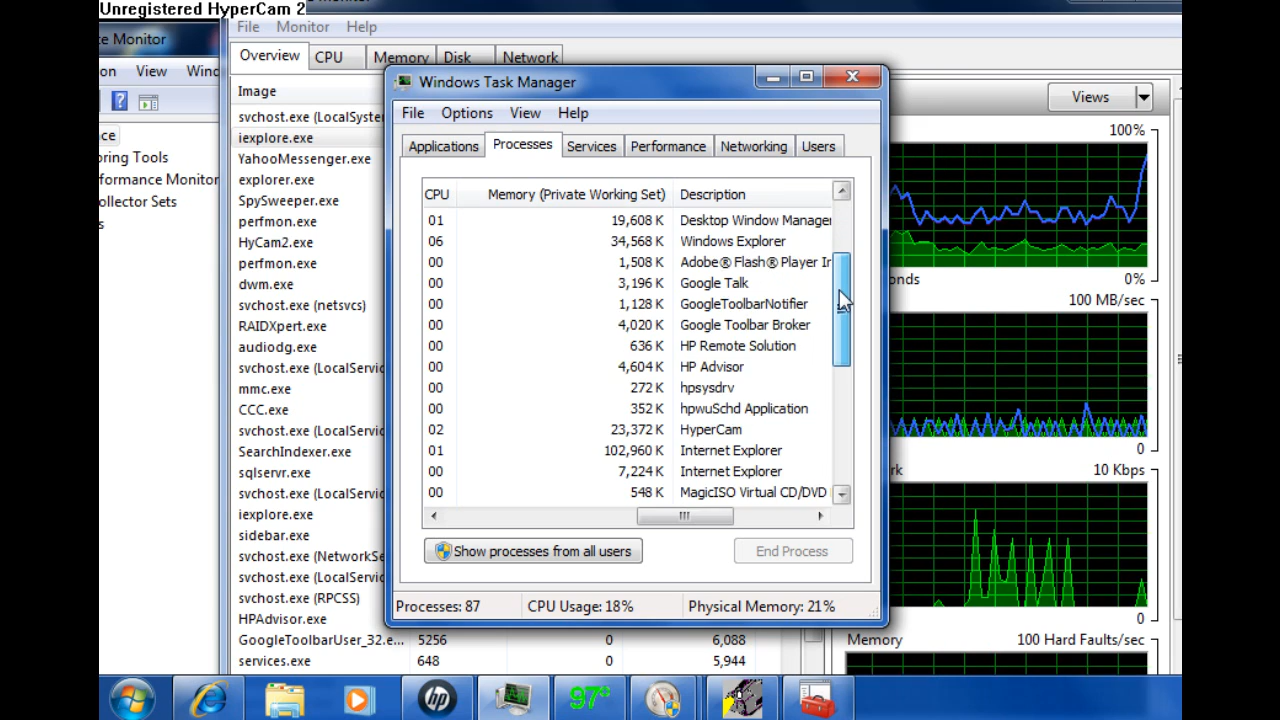 Unregistered HyperCam 2
te Monitor
File Monitor Help
on View Wind
Overview CPU Memory Disk Network
Image
svchost.exe (LocalSyste
iexplore.exe
YahooMessenger.exe
explorer.exe
SpySweeper.exe
perfmon.exe
HyCam2.exe
perfmon.exe
dwm.exe
svchost.exe (netsvcs)
RAIDXpert.exe
audiodg.exe
svchost.exe (LocalServic
mmc.exe
CCC.exe
svchost.exe (LocalServic
SearchIndexer.exe
sqlservr.exe
svchost.exe (LocalServic
iexplore.exe
sidebar.exe
svchost.exe (NetworkSe
svchost.exe (LocalServic
svchost.exe (RPCSS)
HPAdvisor.exe
GoogleToolbarUser_32.e... 5256 0 6,088
services.exe 648 0 5,944
ce
oring Tools
formance Monitor
ollector Sets
s
Windows Task Manager
File Options View Help
Applications Processes Services Performance Networking Users
CPU Memory (Private Working Set) Description
01 19,608 K Desktop Window Manager
06 34,568 K Windows Explorer
00 1,508 K Adobe® Flash® Player In
00 3,196 K Google Talk
00 1,128 K GoogleToolbarNotifier
00 4,020 K Google Toolbar Broker
00 636 K HP Remote Solution
00 4,604 K HP Advisor
00 272 K hpsysdrv
00 352 K hpwuSchd Application
02 23,372 K HyperCam
01 102,960 K Internet Explorer
00 7,224 K Internet Explorer
00 548 K MagicISO Virtual CD/DVD
Show processes from all users End Process
Processes: 87 CPU Usage: 18% Physical Memory: 21%
Views
100%
onds 0%
100 MB/sec
0
rk 10 Kbps
0
Memory 100 Hard Faults/sec
hp
97°